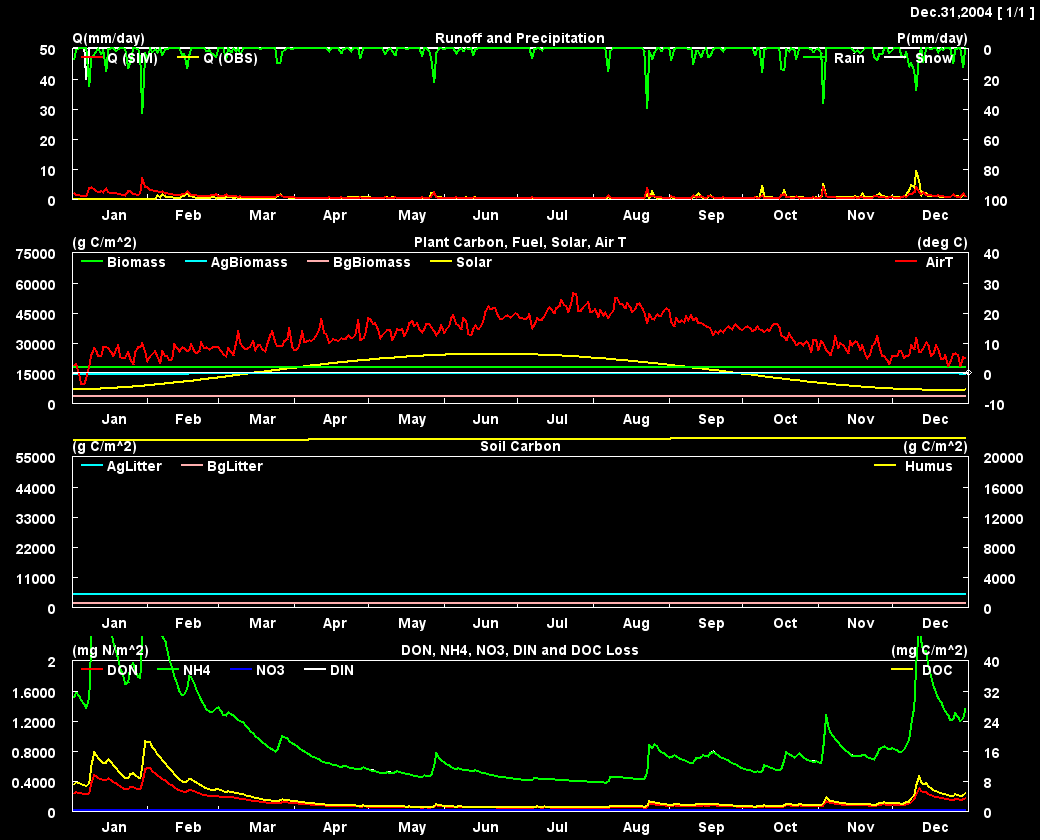 Dec.31,2004 [ 1/1 ]
Q(mm/day) Runoff and Precipitation P(mm/day)
50 0
Q (SIM) Q (OBS) Rain Snow
40 20
30 40
20 60
10 80
0 100
Jan Feb Mar Apr May Jun Jul Aug Sep Oct Nov Dec
(g C/m^2) Plant Carbon, Fuel, Solar, Air T (deg C)
75000 40
Biomass AgBiomass BgBiomass Solar AirT
60000 30
45000 20
30000 10
15000 0
0 -10
Jan Feb Mar Apr May Jun Jul Aug Sep Oct Nov Dec
(g C/m^2) Soil Carbon (g C/m^2)
55000 20000
AgLitter BgLitter Humus
44000 16000
33000 12000
22000 8000
11000 4000
0 0
Jan Feb Mar Apr May Jun Jul Aug Sep Oct Nov Dec
(mg N/m^2) DON, NH4, NO3, DIN and DOC Loss (mg C/m^2)
2 40
DON NH4 NO3 DIN DOC
1.6000 32
1.2000 24
0.8000 16
0.4000 8
0 0
Jan Feb Mar Apr May Jun Jul Aug Sep Oct Nov Dec